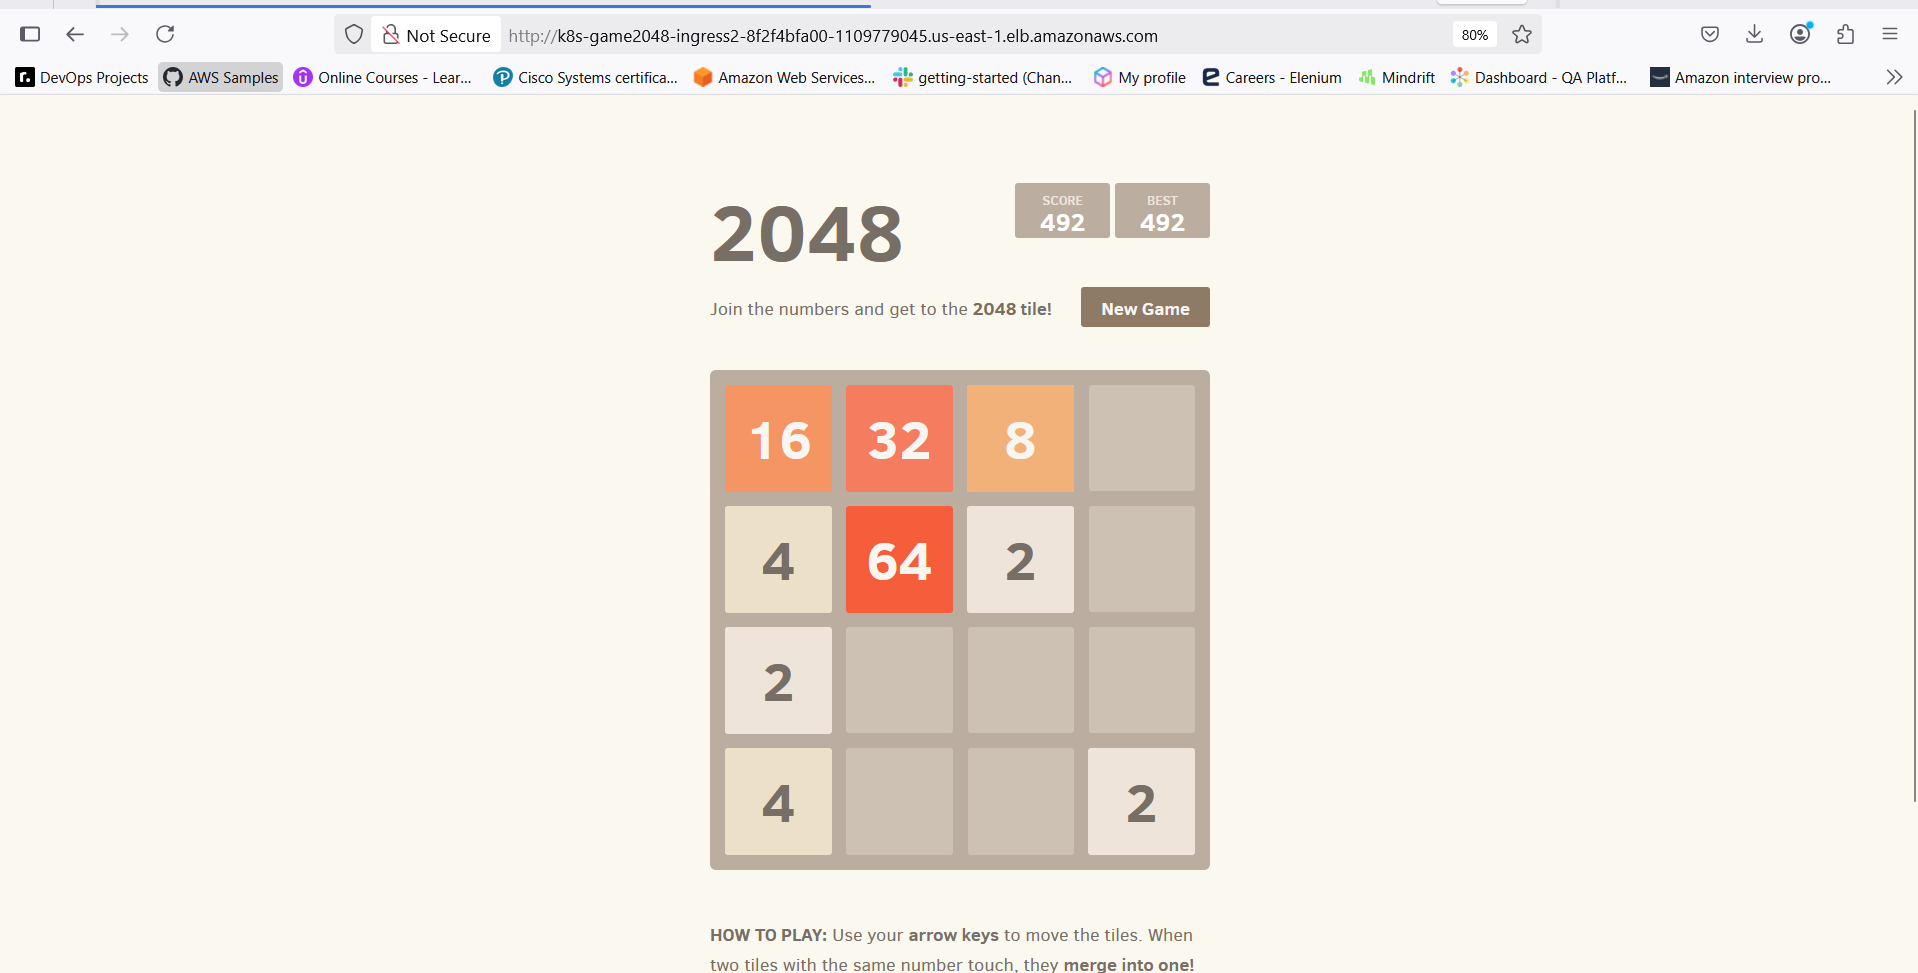 Not Secure http://k8s-game2048-ingress2-8f2f4bfa00-1109779045.us-east-1.elb.amazonaws.com 80%
DevOps Projects AWS Samples Online Courses - Lear... Cisco Systems certifica... Amazon Web Services... getting-started (Chan... My profile Careers - Elenium Mindrift Dashboard - QA Platf... Amazon interview pro...
SCORE BEST
492 492
2048
Join the numbers and get to the 2048 tile! New Game
16 32 8
4 64 2
2
4 2
HOW TO PLAY: Use your arrow keys to move the tiles. When
two tiles with the same number touch, they merge into one!